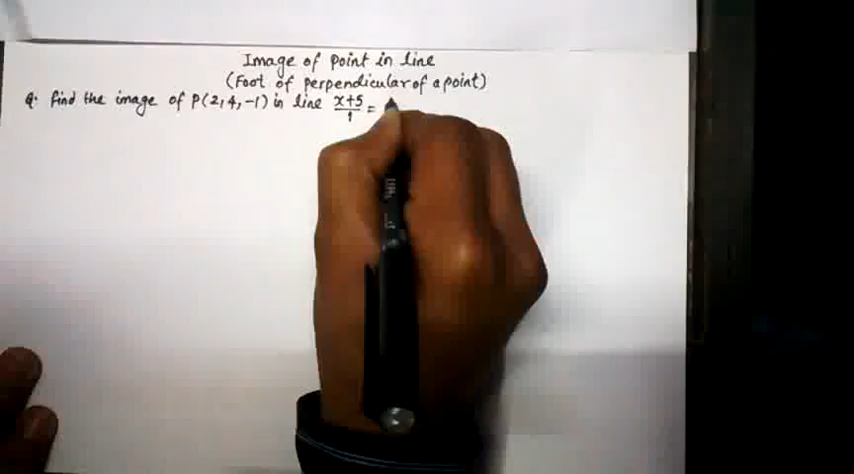 Image of point in line
(Foot of perpendicular of a point)
Q. Find the image of P(2,4,-1) in line x+5/1 =